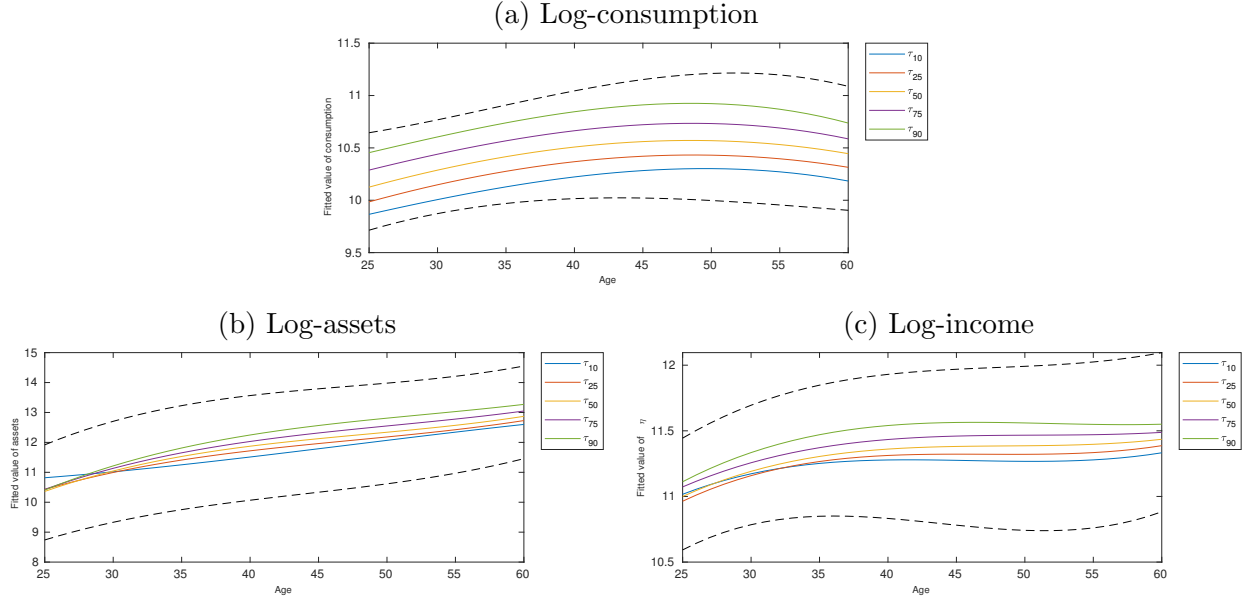 (a) Log-consumption
11.5
11
10.5
10
9.5
Fitted value of consumption
25 30 35 40 45 50 55 60
Age
τ10
τ25
τ50
τ75
τ90
(b) Log-assets
15
14
13
12
11
10
9
8
Fitted value of assets
25 30 35 40 45 50 55 60
Age
τ10
τ25
τ50
τ75
τ90
(c) Log-income
12
11.5
11
10.5
Fitted value of η
25 30 35 40 45 50 55 60
Age
τ10
τ25
τ50
τ75
τ90